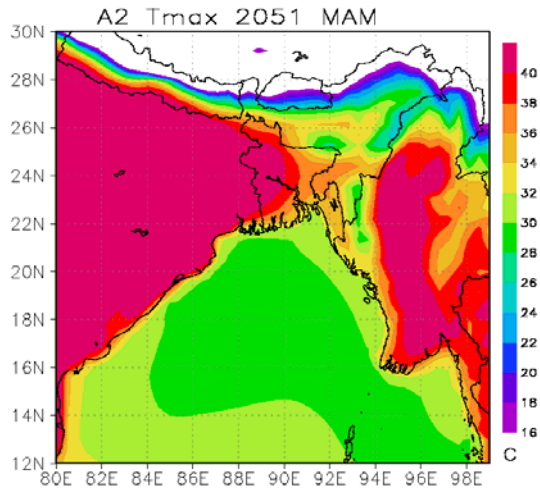 A2 Tmax 2051 MAM
30N
28N
26N
24N
22N
20N
18N
16N
14N
12N
80E 82E 84E 86E 88E 90E 92E 94E 96E 98E
40
38
36
34
32
30
28
26
24
22
20
18
16
C